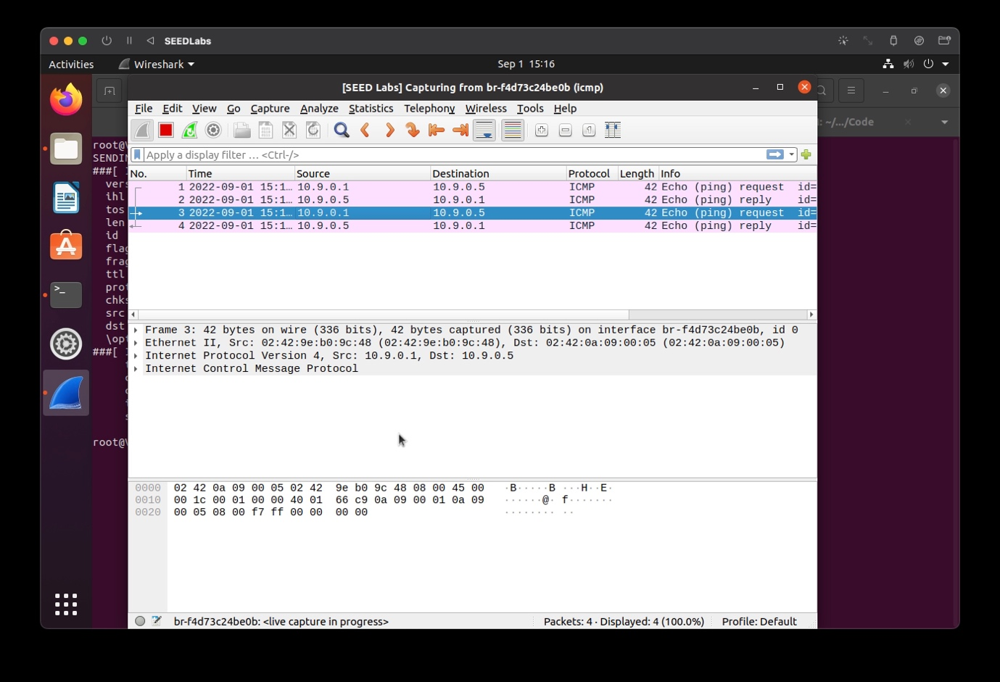 SEEDLabs
Activities Wireshark Sep 1 15:16
[SEED Labs] Capturing from br-f4d73c24be0b (icmp)
File Edit View Go Capture Analyze Statistics Telephony Wireless Tools Help
Apply a display filter … <Ctrl-/>
: ~/.../Code
No. Time Source Destination Protocol Length Info
1 2022-09-01 15:1… 10.9.0.1 10.9.0.5 ICMP 42 Echo (ping) request id=
2 2022-09-01 15:1… 10.9.0.5 10.9.0.1 ICMP 42 Echo (ping) reply id=
3 2022-09-01 15:1… 10.9.0.1 10.9.0.5 ICMP 42 Echo (ping) request id=
4 2022-09-01 15:1… 10.9.0.5 10.9.0.1 ICMP 42 Echo (ping) reply id=
Frame 3: 42 bytes on wire (336 bits), 42 bytes captured (336 bits) on interface br-f4d73c24be0b, id 0
Ethernet II, Src: 02:42:9e:b0:9c:48 (02:42:9e:b0:9c:48), Dst: 02:42:0a:09:00:05 (02:42:0a:09:00:05)
Internet Protocol Version 4, Src: 10.9.0.1, Dst: 10.9.0.5
Internet Control Message Protocol
0000 02 42 0a 09 00 05 02 42 9e b0 9c 48 08 00 45 00 ·B·····B ···H··E·
0010 00 1c 00 01 00 00 40 01 66 c9 0a 09 00 01 0a 09 ······@· f·······
0020 00 05 08 00 f7 ff 00 00 00 00 ········ ··
br-f4d73c24be0b: <live capture in progress> Packets: 4 · Displayed: 4 (100.0%) Profile: Default
root@
SENDIN
###[
vers
ihl
tos
len
id
flag
frag
ttl
prot
chks
src
dst
\opt
###[
root@